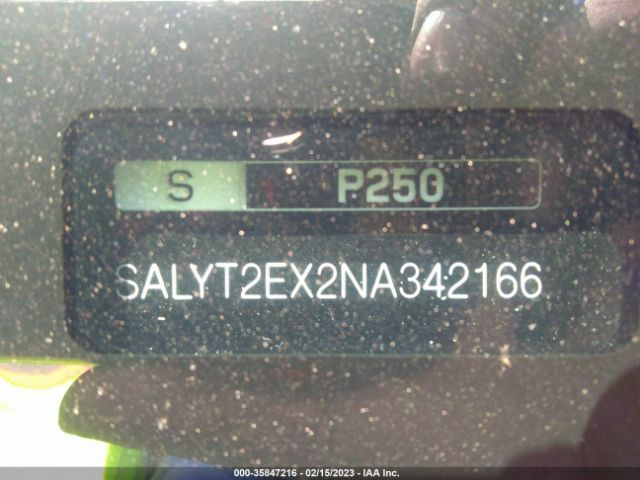 S P250
SALYT2EX2NA342166
000-35847216 - 02/15/2023 - IAA Inc.